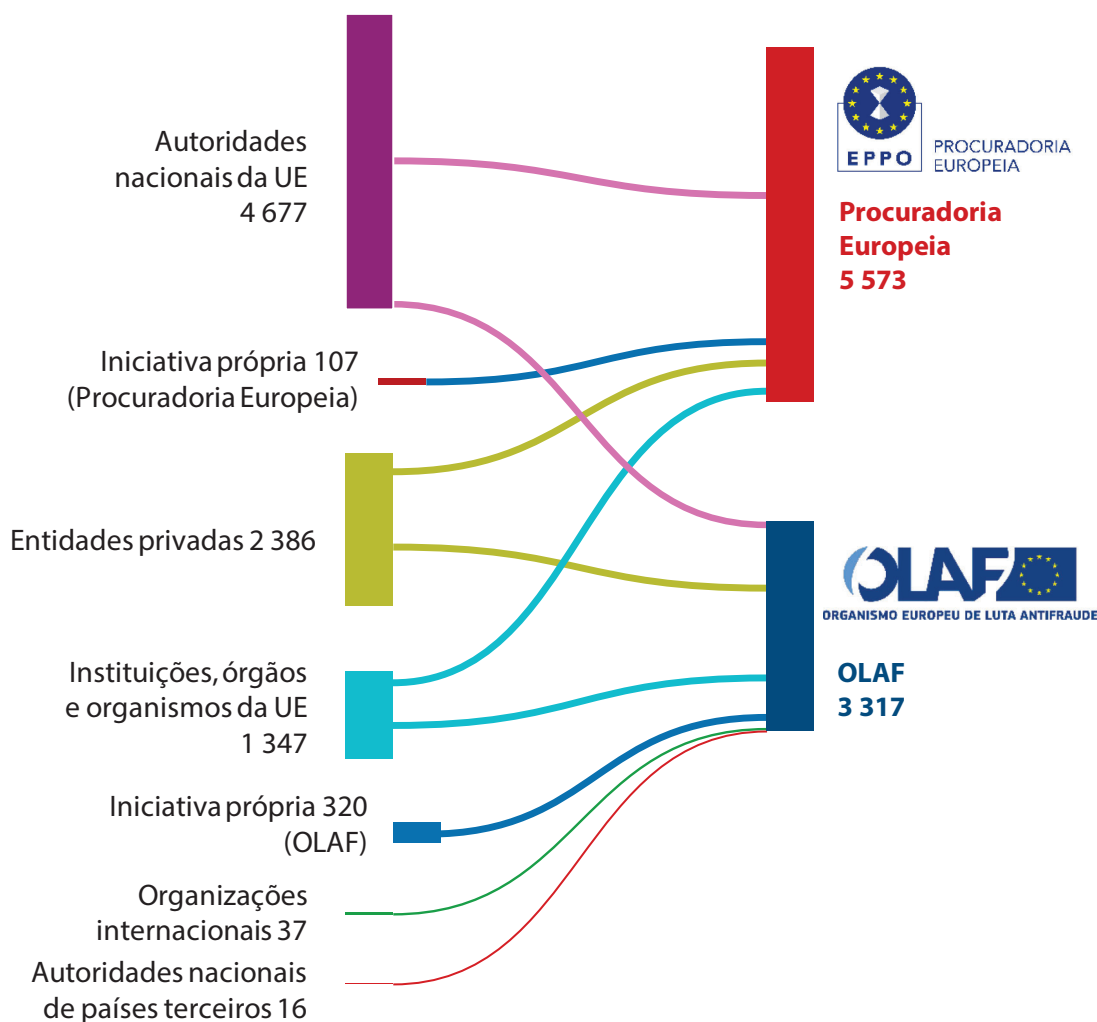 Autoridades
nacionais da UE
4 677
Iniciativa própria 107
(Procuradoria Europeia)
Entidades privadas 2 386
Instituições, órgãos
e organismos da UE
1 347
Iniciativa própria 320
(OLAF)
Organizações
internacionais 37
Autoridades nacionais
de países terceiros 16
EPPO
PROCURADORIA
EUROPEIA
Procuradoria
Europeia
5 573
OLAF
ORGANISMO EUROPEU DE LUTA ANTIFRAUDE
OLAF
3 317